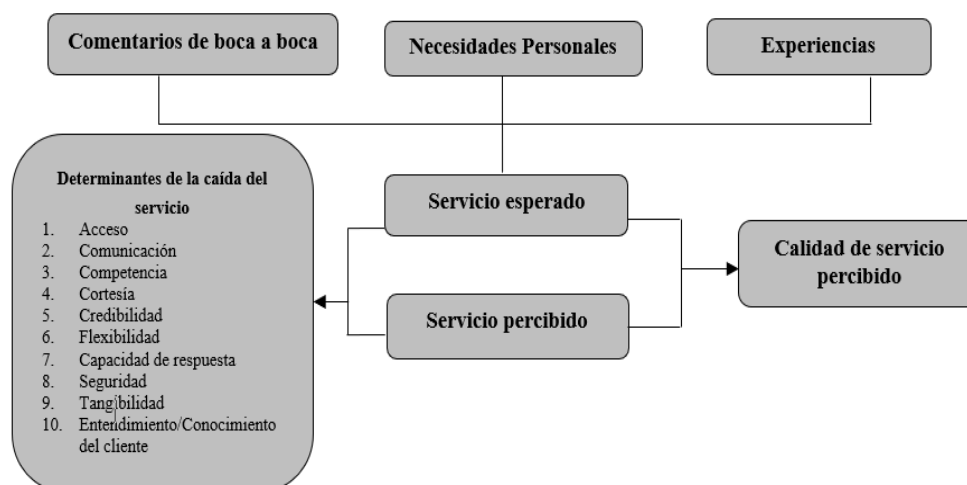 Comentarios de boca a boca
Necesidades Personales
Experiencias
Determinantes de la caída del
servicio
1. Acceso
2. Comunicación
3. Competencia
4. Cortesía
5. Credibilidad
6. Flexibilidad
7. Capacidad de respuesta
8. Seguridad
9. Tangibilidad
10. Entendimiento/Conocimiento
del cliente
Servicio esperado
Servicio percibido
Calidad de servicio
percibido